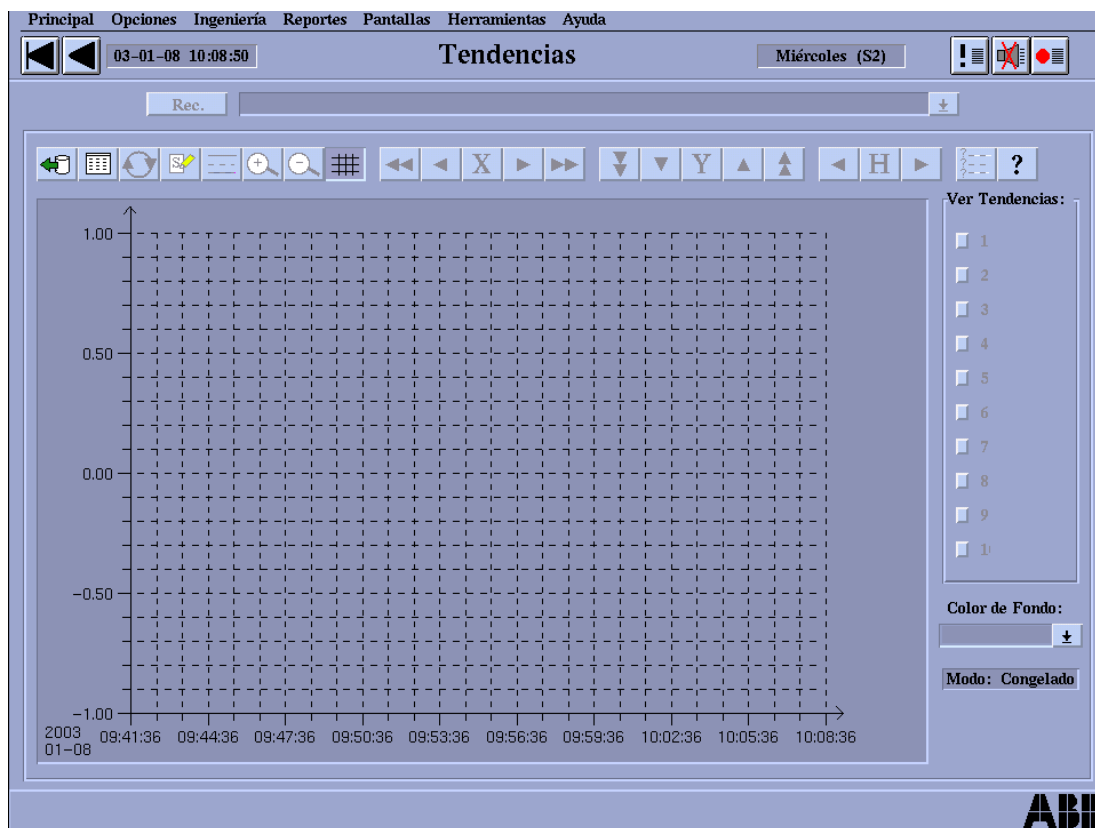 Principal Opciones Ingeniería Reportes Pantallas Herramientas Ayuda
03-01-08 10:08:50
Tendencias
Miércoles (S2)
Rec.
S
X
Y
H
?
Ver Tendencias:
1
2
3
4
5
6
7
8
9
10
1.00
0.50
0.00
-0.50
-1.00
2003
01-08
09:41:36 09:44:36 09:47:36 09:50:36 09:53:36 09:56:36 09:59:36 10:02:36 10:05:36 10:08:36
Color de Fondo:
Modo: Congelado
ABB